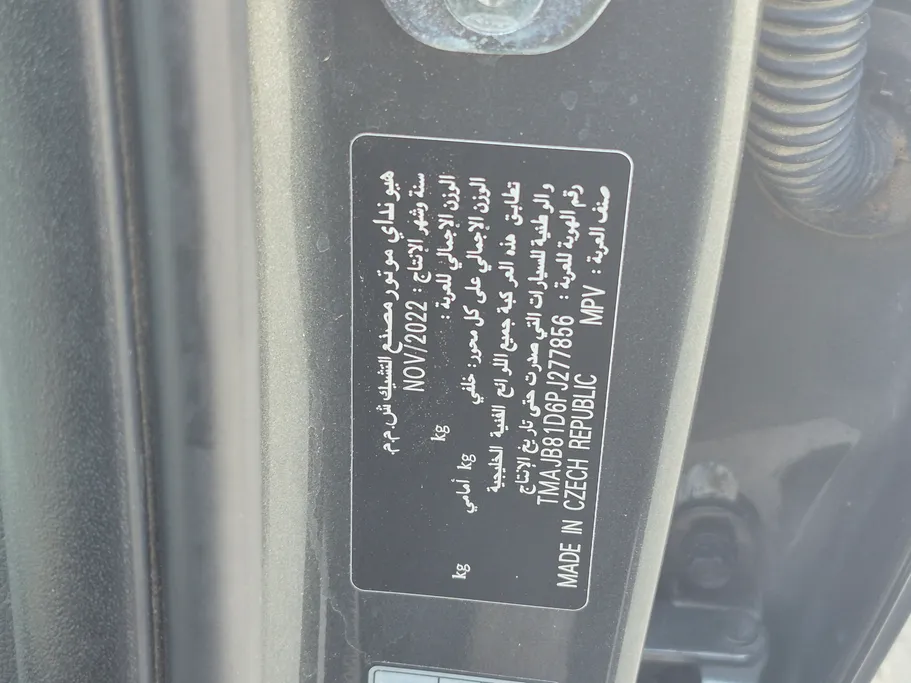 هيونداي موتور مصنع التشيك ش.م.م
سنة وشهر الإنتاج : NOV/2022
الوزن الإجمالي للعربة : kg
الوزن الإجمالي على كل محور: خلفي kg أمامي kg
تطابق هذه المركبة جميع اللوائح الفنية الخليجية
والوطنية للسيارات التي صدرت حتى تاريخ الإنتاج
رقم الهوية للعربة : TMAJB81D6PJ277856
صنف العربة : MPV MADE IN CZECH REPUBLIC